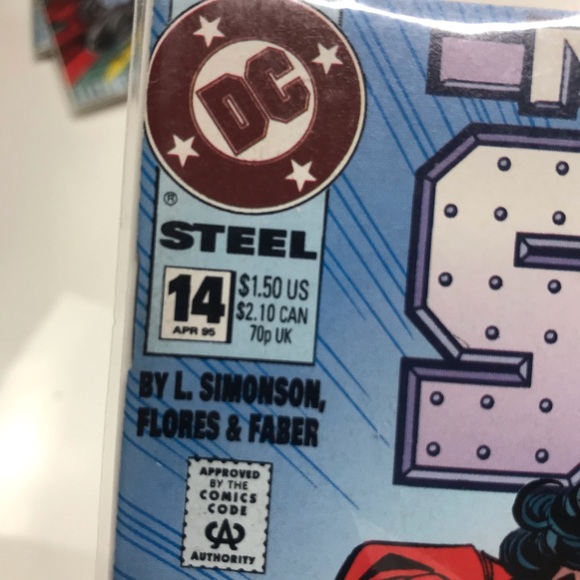 DC
®
STEEL
14
APR 95
$1.50 US
$2.10 CAN
70p UK
BY L. SIMONSON,
FLORES & FABER
APPROVED
BY THE
COMICS
CODE
CA
AUTHORITY
S